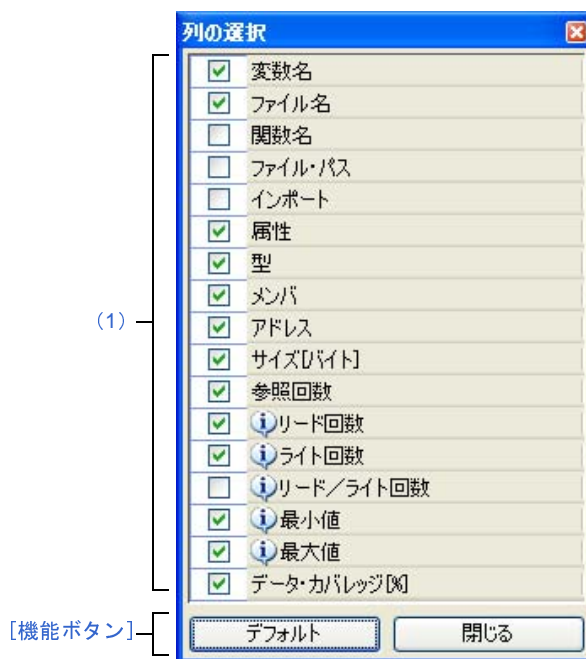 列の選択
変数名
ファイル名
関数名
ファイル・パス
インポート
属性
型
メンバ
アドレス
サイズ[バイト]
参照回数
リード回数
ライト回数
リード／ライト回数
最小値
最大値
データ・カバレッジ[%]
(1)
[機能ボタン]
デフォルト
閉じる